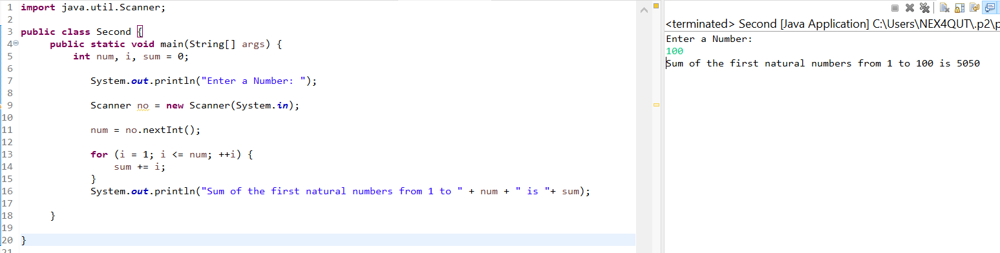 1 import java.util.Scanner;
2
3 public class Second {
4 public static void main(String[] args) {
5 int num, i, sum = 0;
6
7 System.out.println("Enter a Number: ");
8
9 Scanner no = new Scanner(System.in);
10
11 num = no.nextInt();
12
13 for (i = 1; i <= num; ++i) {
14 sum += i;
15 }
16 System.out.println("Sum of the first natural numbers from 1 to " + num + " is "+ sum);
17
18 }
19
20 }
21
<terminated> Second [Java Application] C:\Users\NEX4QUT\.p2\p
Enter a Number:
100
Sum of the first natural numbers from 1 to 100 is 5050